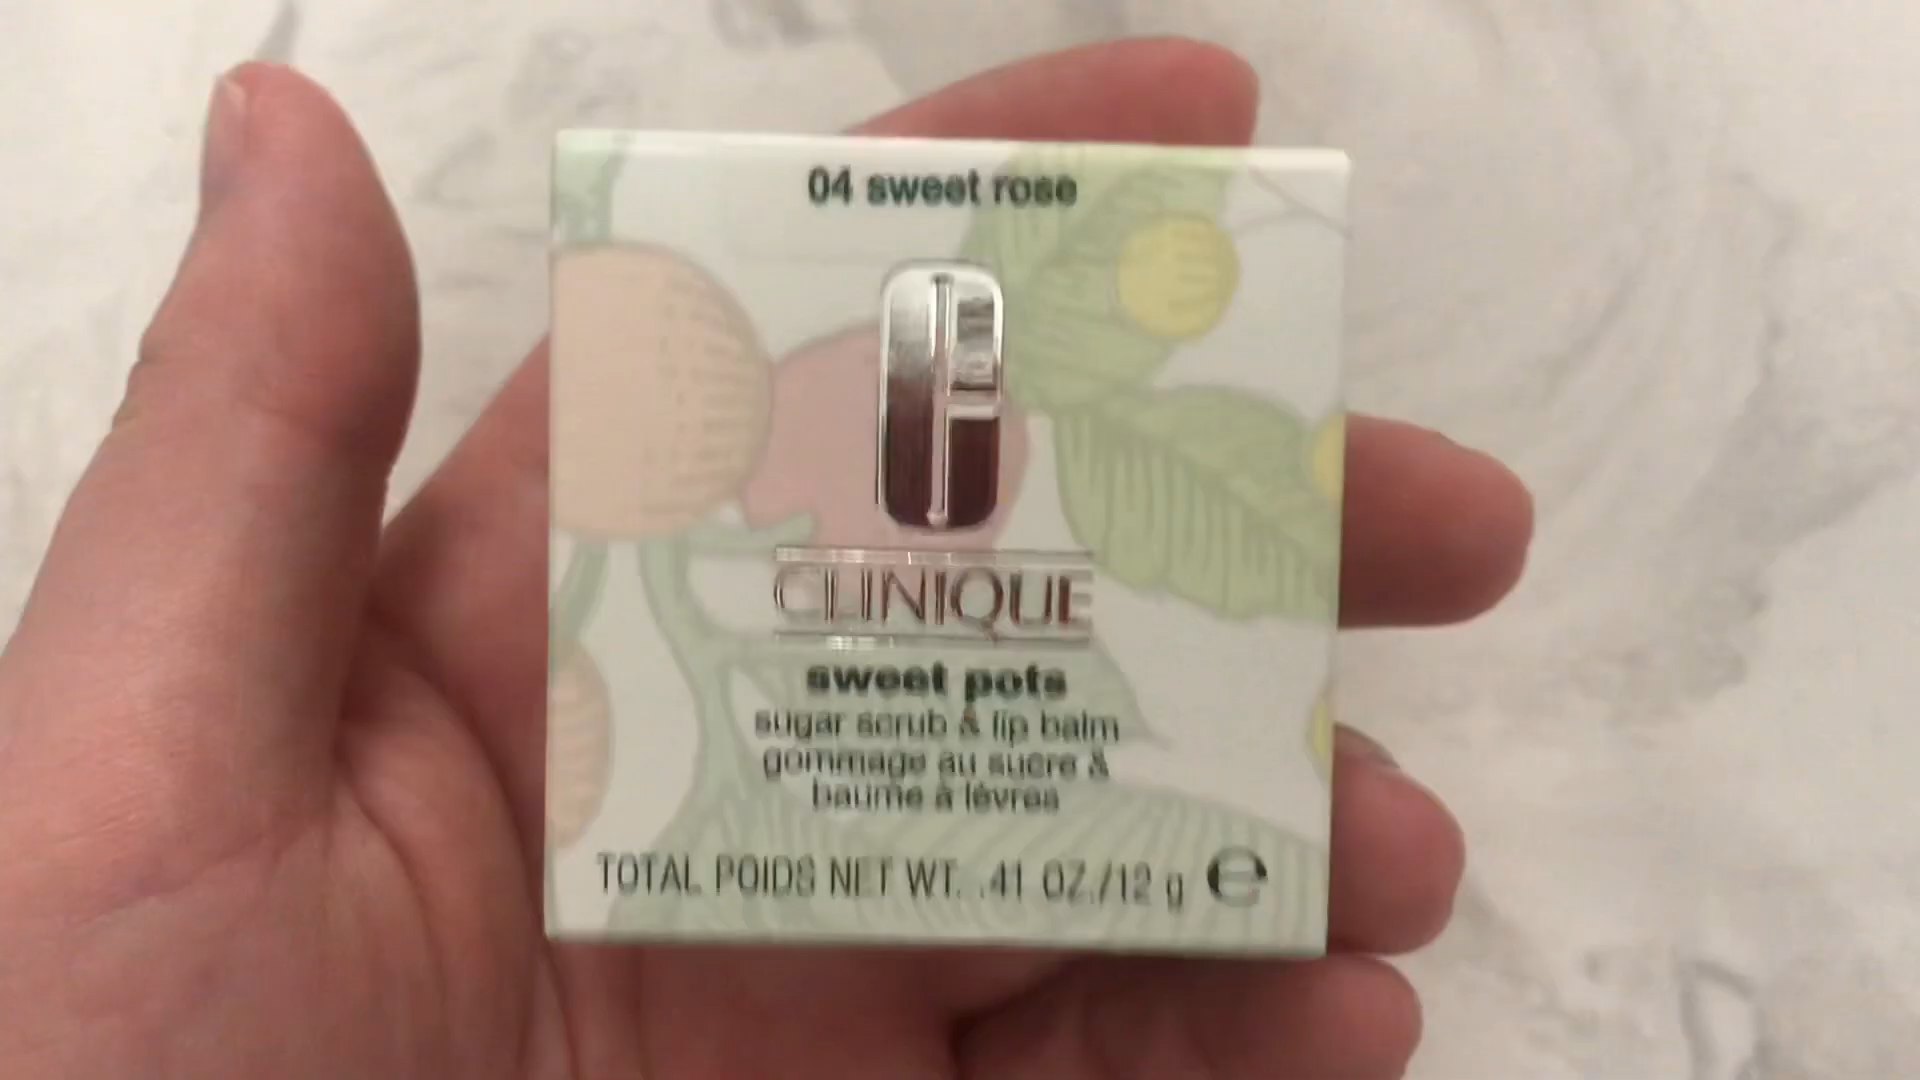 04 sweet rose
CLINIQUE
sweet pots
sugar scrub & lip balm
gommage au sucre &
baume à lèvres
TOTAL POIDS NET WT. .41 OZ./12 g ℮